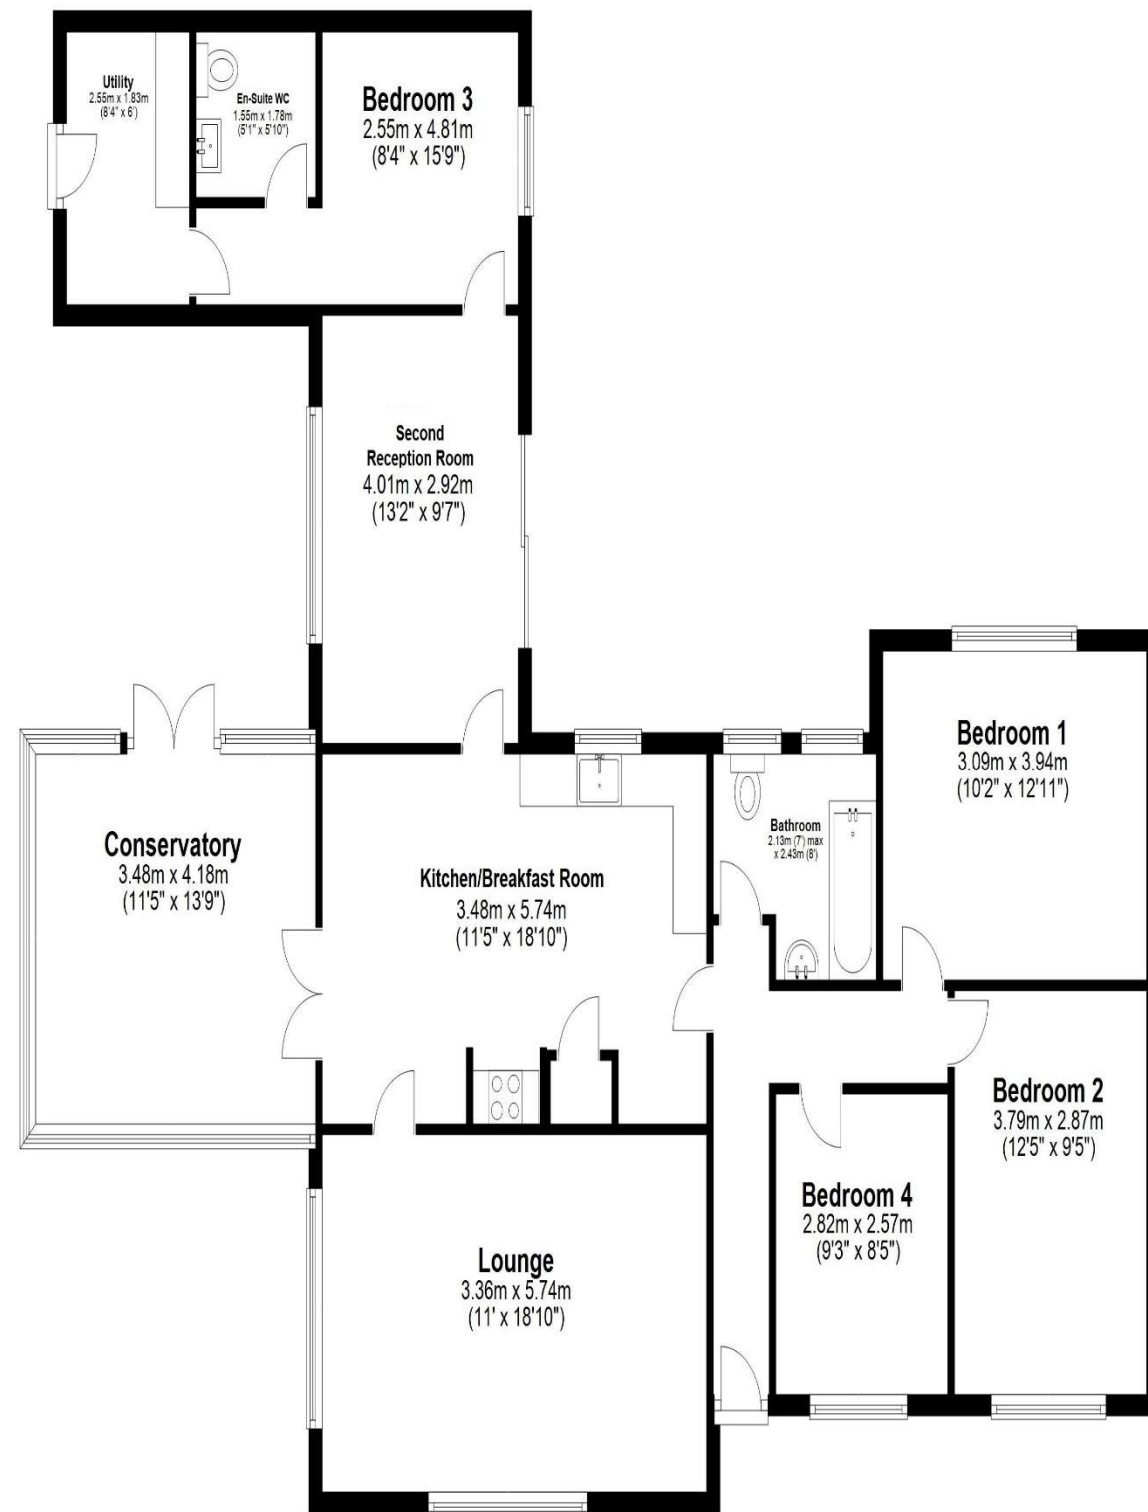 Utility
2.55m x 1.83m
(8'4" x 6')
En-Suite WC
1.55m x 1.78m
(5'1" x 5'10")
Bedroom 3
2.55m x 4.81m
(8'4" x 15'9")
Second
Reception Room
4.01m x 2.92m
(13'2" x 9'7")
Bedroom 1
3.09m x 3.94m
(10'2" x 12'11")
Conservatory
3.48m x 4.18m
(11'5" x 13'9")
Kitchen/Breakfast Room
3.48m x 5.74m
(11'5" x 18'10")
Bathroom
2.13m (7') max
x 2.43m (8')
Bedroom 2
3.79m x 2.87m
(12'5" x 9'5")
Bedroom 4
2.82m x 2.57m
(9'3" x 8'5")
Lounge
3.36m x 5.74m
(11' x 18'10")